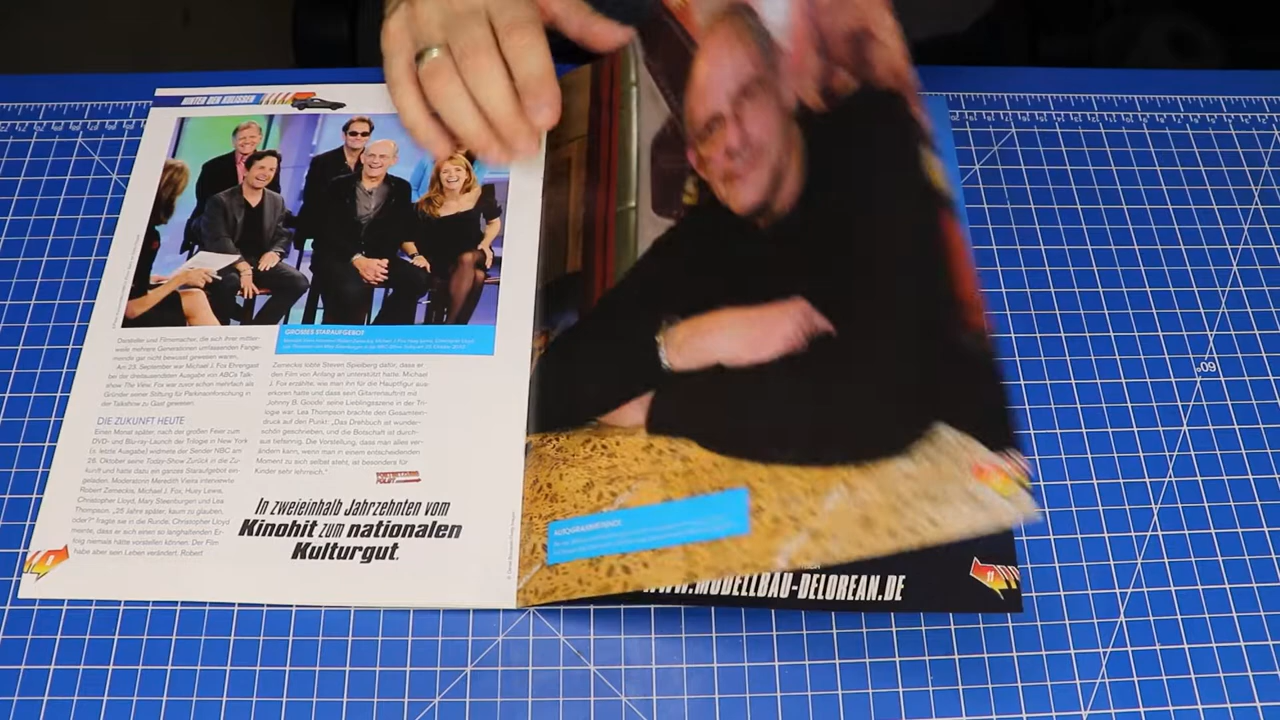 HINTER DEN KULISSEN
GROSSES STARAUFGEBOT
Darsteller und Filmemacher, die sich ihrer mittler-
weile mehrere Generationen umfassenden Fange-
meinde gar nicht bewusst gewesen waren.
Am 23. September war Michael J. Fox Ehrengast
bei der dreitausendsten Ausgabe von ABCs Talk-
show The View. Fox war zuvor schon mehrfach als
Gründer seiner Stiftung für Parkinsonforschung in
der Talkshow zu Gast gewesen.
DIE ZUKUNFT HEUTE
Einen Monat später, nach der großen Feier zum
DVD- und Blu-ray-Launch der Trilogie in New York
(s. letzte Ausgabe) widmete der Sender NBC am
26. Oktober seine Today-Show Zurück in die Zu-
kunft und hatte dazu ein ganzes Staraufgebot ein-
geladen. Moderatorin Meredith Vieira interviewte
Robert Zemeckis, Michael J. Fox, Huey Lewis,
Christopher Lloyd, Mary Steenburgen und Lea
Thompson. „25 Jahre später, kaum zu glauben,
oder?" fragte sie in die Runde. Christopher Lloyd
meinte, dass er sich einen so langhaltenden Er-
folg niemals hätte vorstellen können. Der Film
habe aber sein Leben verändert. Robert
Zemeckis lobte Steven Spielberg dafür, dass er
den Film von Anfang an unterstützt hatte. Michael
J. Fox erzählte, wie man ihn für die Hauptfigur aus-
erkoren hatte und dass sein Gitarrenauftritt mit
‚Johnny B. Goode' seine Lieblingsszene in der Tri-
logie war. Lea Thompson brachte den Gesamtein-
druck auf den Punkt: „Das Drehbuch ist wunder-
schön geschrieben, und die Botschaft ist durch-
aus tiefsinnig. Die Vorstellung, dass man alles ver-
ändern kann, wenn man in einem entscheidenden
Moment zu sich selbst steht, ist besonders für
Kinder sehr lehrreich."
FORTSETZUNG
FOLGT
In zweieinhalb Jahrzehnten vom
Kinohit zum nationalen
Kulturgut.
AUTOGRAMMSTUNDE
WWW.MODELLBAU-DELOREAN.DE
11
60